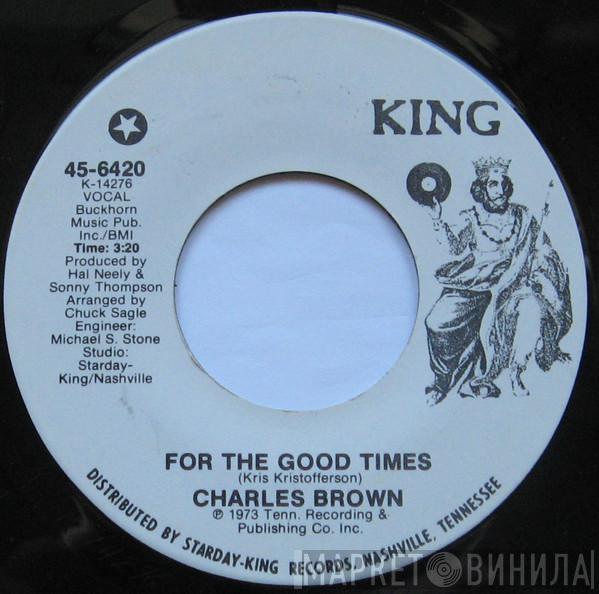 KING
45-6420
K-14276
VOCAL
Buckhorn
Music Pub.
Inc./BMI
Time: 3:20
Produced by
Hal Neely &
Sonny Thompson
Arranged by
Chuck Sagle
Engineer:
Michael S. Stone
Studio:
Starday-
King/Nashville
FOR THE GOOD TIMES
(Kris Kristofferson)
CHARLES BROWN
℗ 1973 Tenn. Recording &
Publishing Co. Inc.
DISTRIBUTED BY STARDAY-KING RECORDS, NASHVILLE, TENNESSEE
МАРКЕТ ВИНИЛА